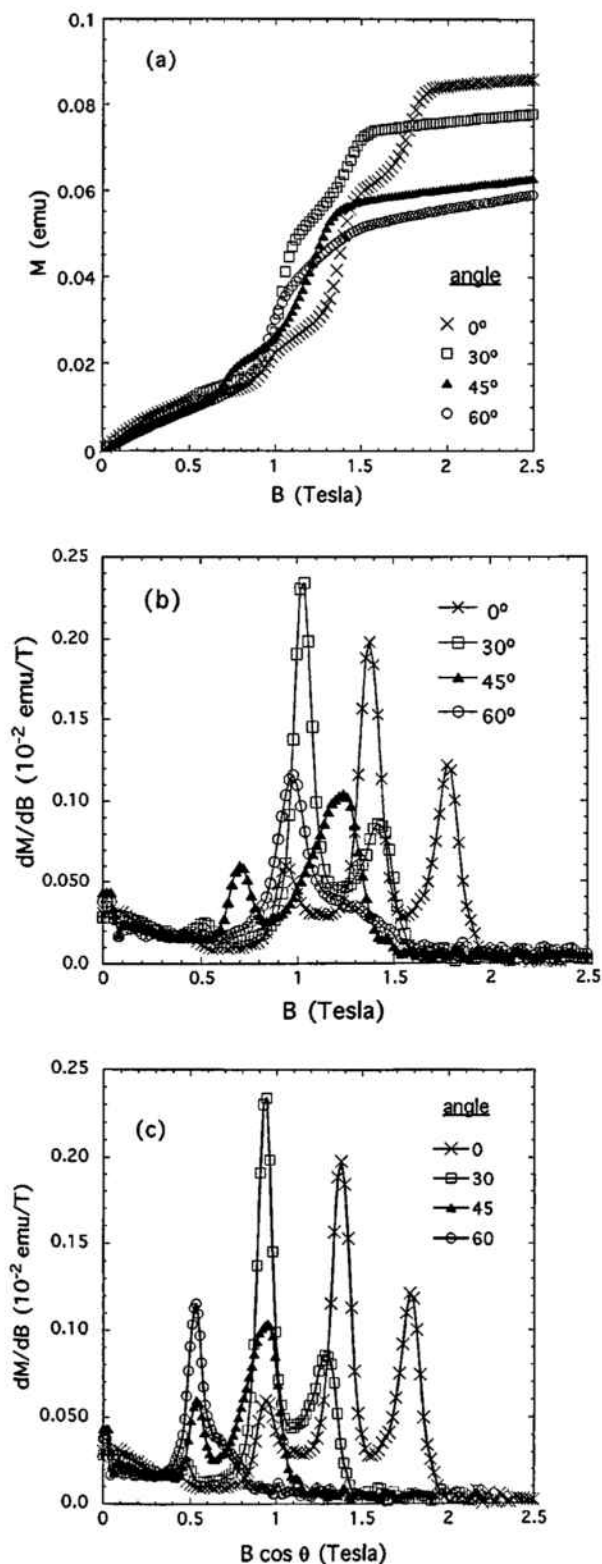 0.1
(a)
0.08
0.06
M (emu)
0.04
angle
0°
30°
0.02
45°
60°
0
0 0.5 1 1.5 2 2.5
B (Tesla)
0.25
(b)
0°
0.20
30°
45°
0.15
60°
dM/dB (10⁻² emu/T)
0.10
0.050
0.0
0 0.5 1 1.5 2 2.5
B (Tesla)
0.25
angle
(c)
0
0.20
30
45
0.15
60
dM/dB (10⁻² emu/T)
0.10
0.050
0.0
0 0.5 1 1.5 2 2.5
B cos θ (Tesla)